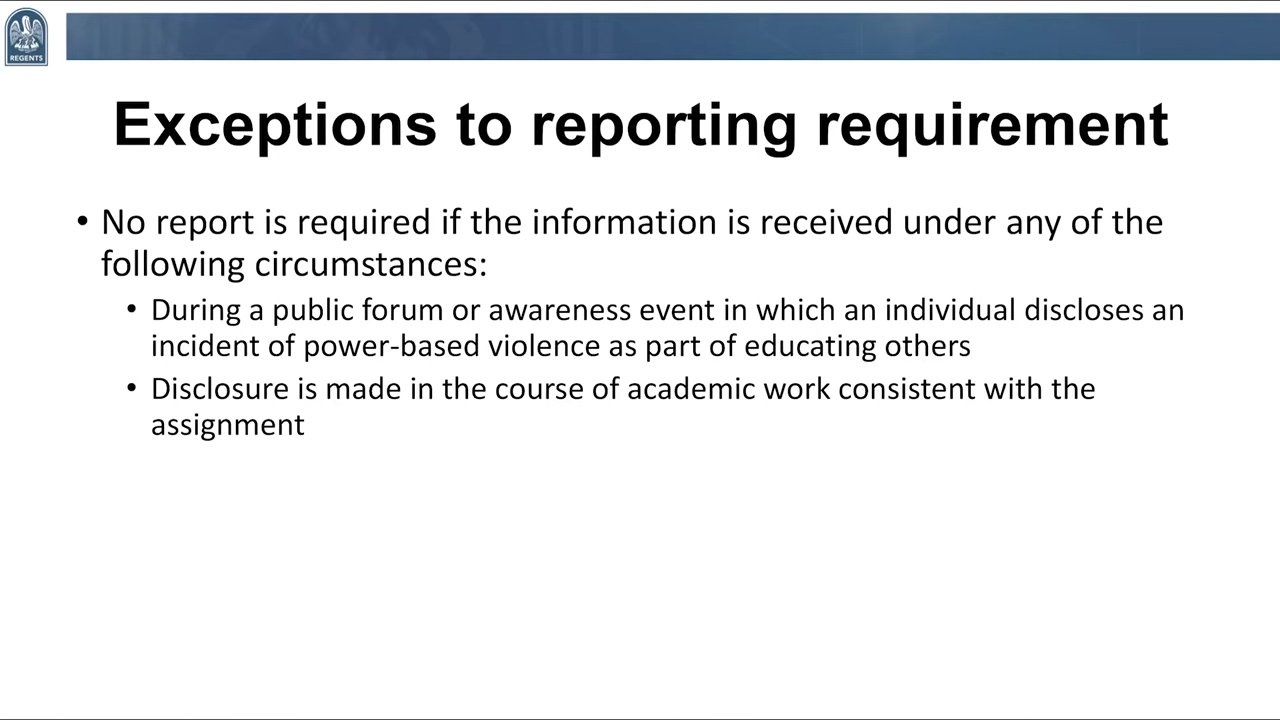 REGENTS
Exceptions to reporting requirement
• No report is required if the information is received under any of the
following circumstances:
• During a public forum or awareness event in which an individual discloses an
incident of power-based violence as part of educating others
• Disclosure is made in the course of academic work consistent with the
assignment